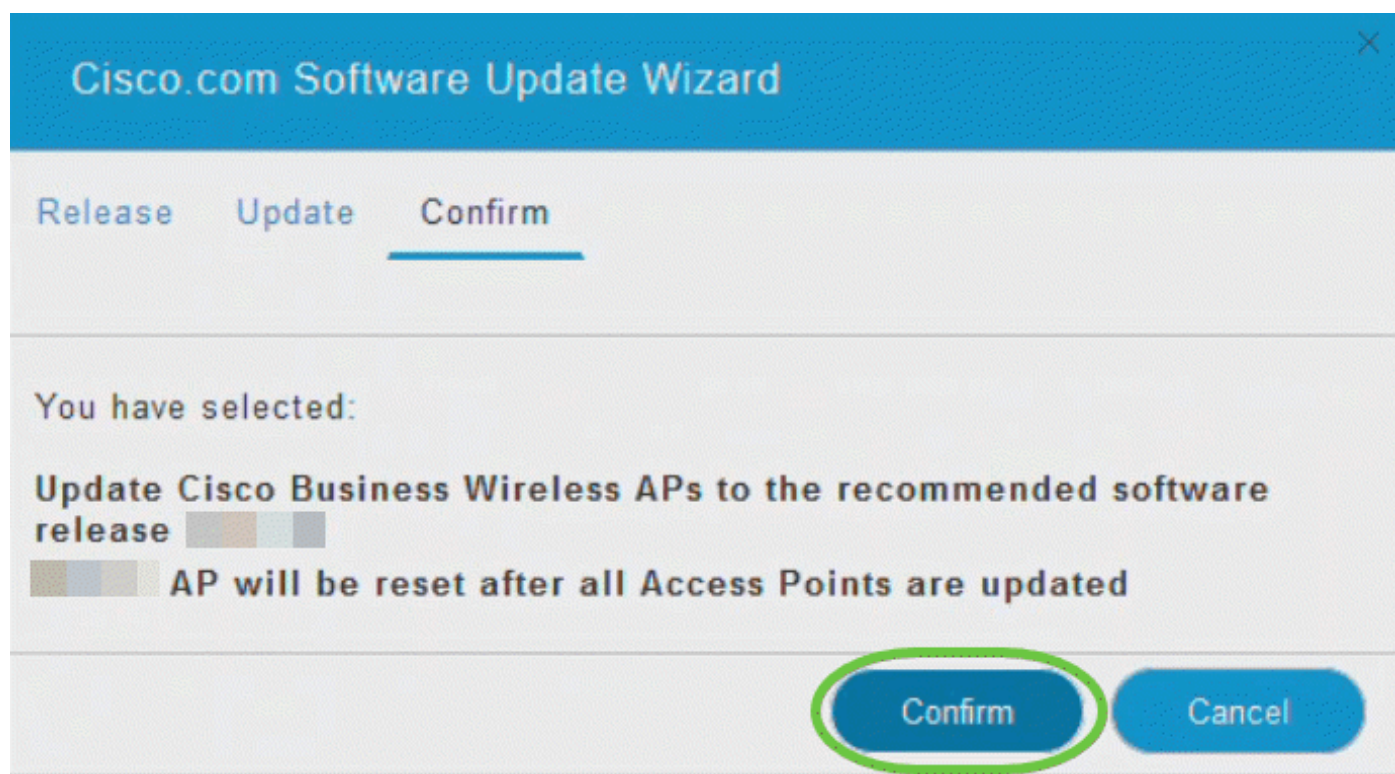 Cisco.com Software Update Wizard
Release Update Confirm
You have selected:
Update Cisco Business Wireless APs to the recommended software
release
AP will be reset after all Access Points are updated
Confirm Cancel